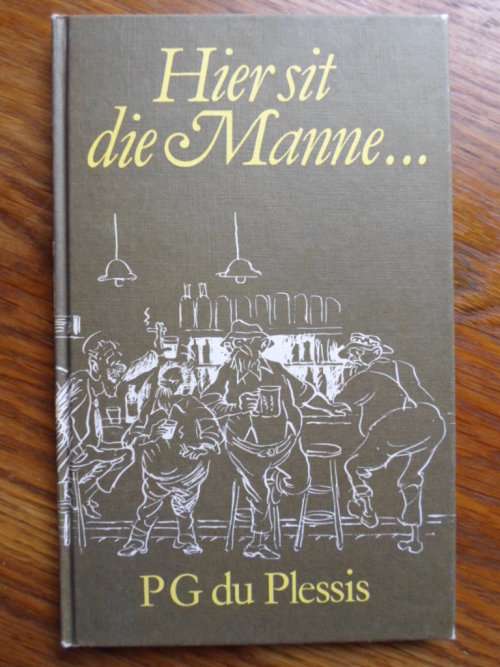 Hier sit
die Manne...
P G du Plessis